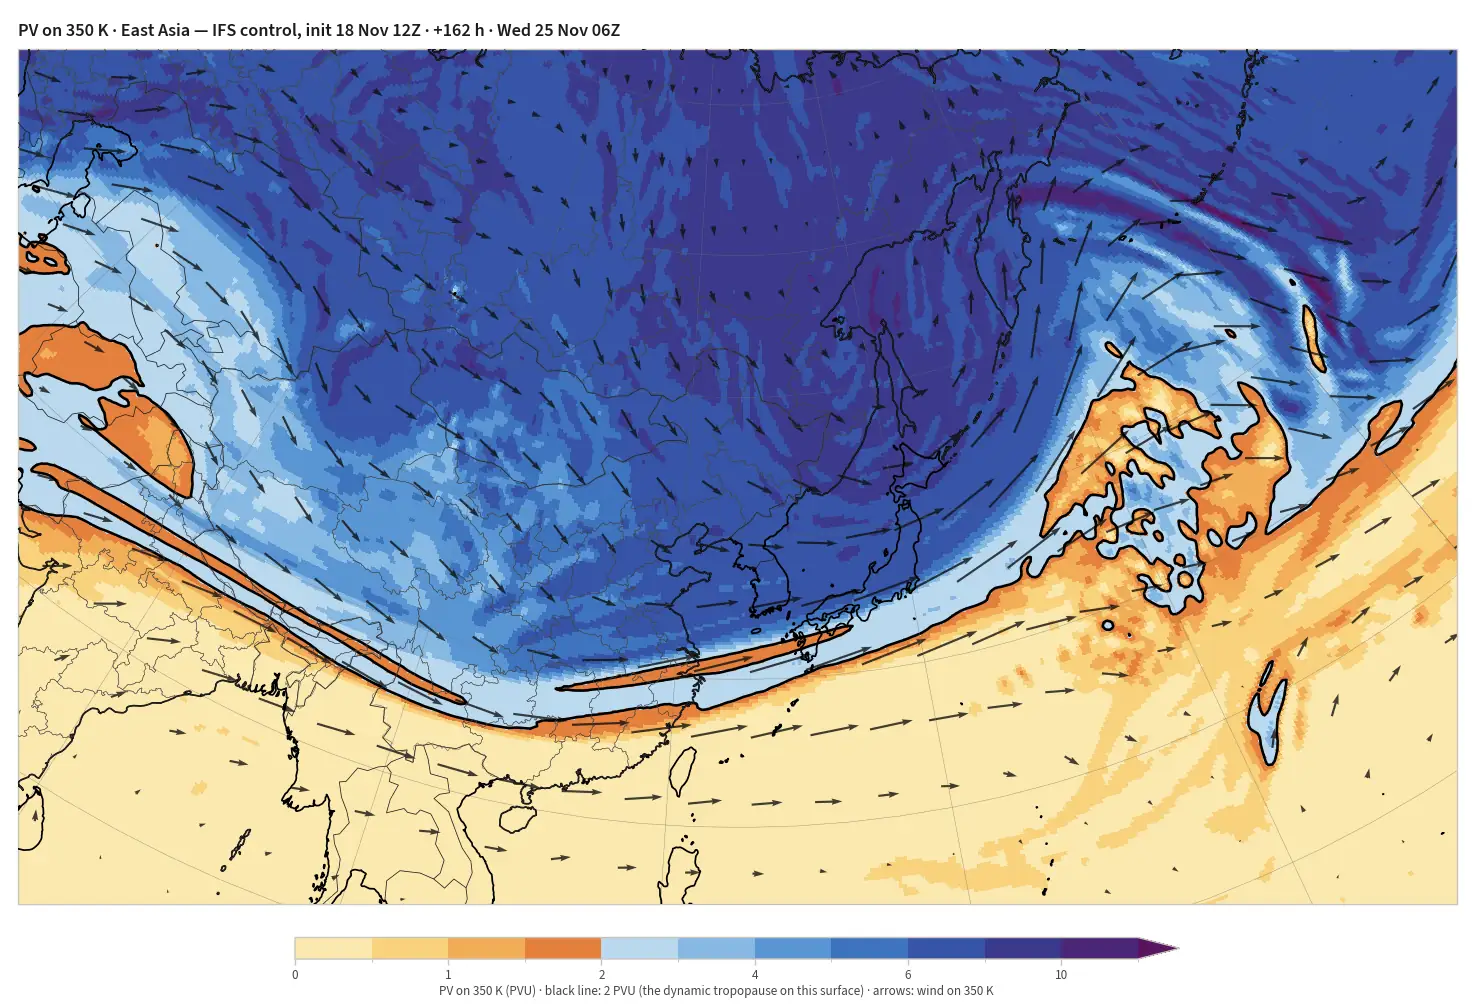 PV on 350 K · East Asia — IFS control, init 18 Nov 12Z · +162 h · Wed 25 Nov 06Z
0 1 2 4 6 10
PV on 350 K (PVU) · black line: 2 PVU (the dynamic tropopause on this surface) · arrows: wind on 350 K